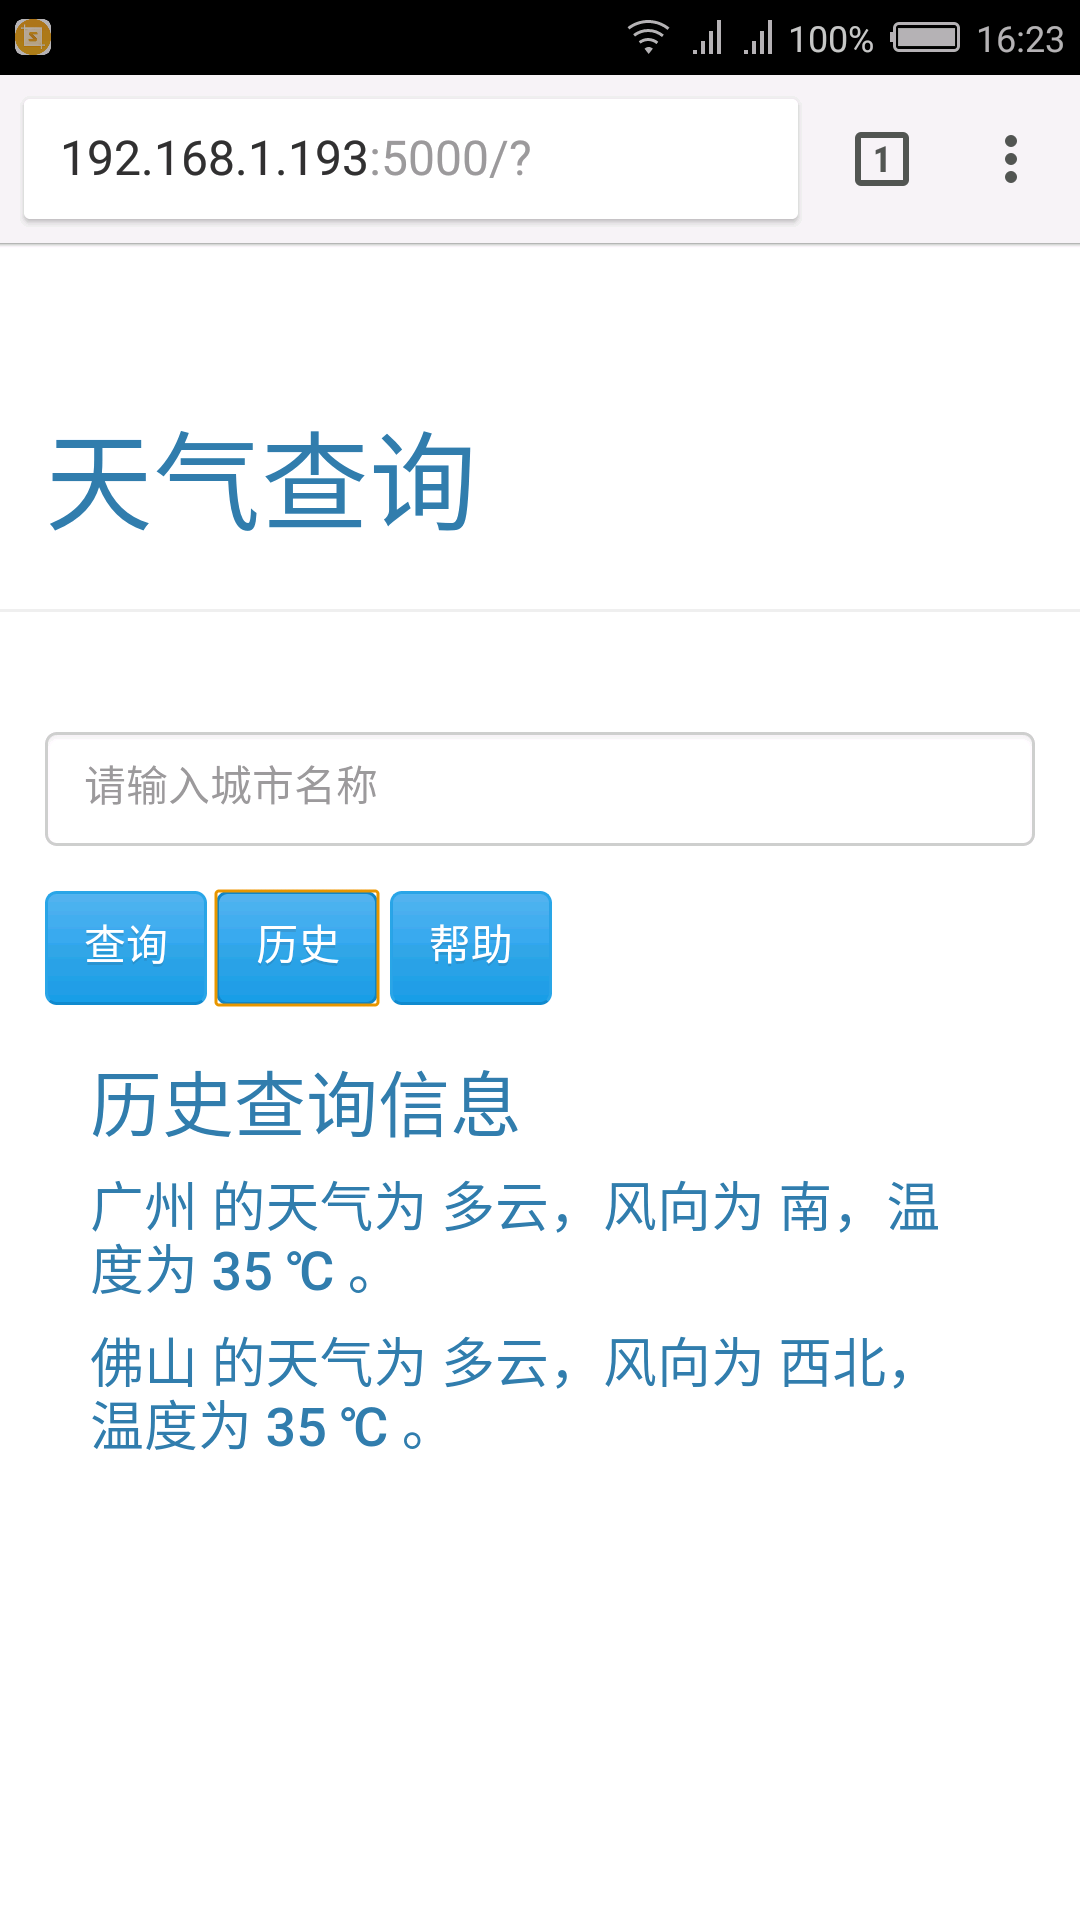 100% 16:23
192.168.1.193:5000/? 1
天气查询
请输入城市名称
查询 历史 帮助
历史查询信息
广州 的天气为 多云，风向为 南，温
度为 35 ℃ 。
佛山 的天气为 多云，风向为 西北，
温度为 35 ℃ 。